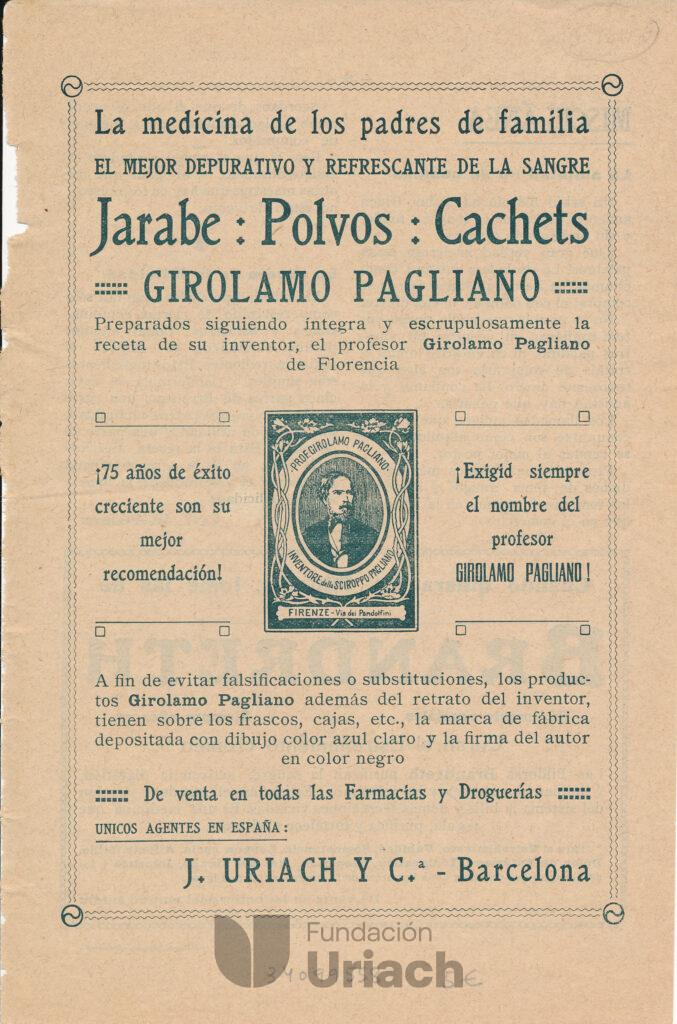 La medicina de los padres de familia
EL MEJOR DEPURATIVO Y REFRESCANTE DE LA SANGRE
Jarabe : Polvos : Cachets
GIROLAMO PAGLIANO
Preparados siguiendo íntegra y escrupulosamente la
receta de su inventor, el profesor Girolamo Pagliano
de Florencia
¡75 años de éxito
creciente son su
mejor
recomendación!
PROF. GIROLAMO PAGLIANO
INVENTORE dello SCIROPPO PAGLIANO
FIRENZE - Via dei Pandolfini
¡Exigid siempre
el nombre del
profesor
GIROLAMO PAGLIANO!
A fin de evitar falsificaciones o substituciones, los produc-
tos Girolamo Pagliano además del retrato del inventor,
tienen sobre los frascos, cajas, etc., la marca de fábrica
depositada con dibujo color azul claro y la firma del autor
en color negro
De venta en todas las Farmacias y Droguerías
UNICOS AGENTES EN ESPAÑA:
J. URIACH Y C.ª - Barcelona
Fundación
Uriach